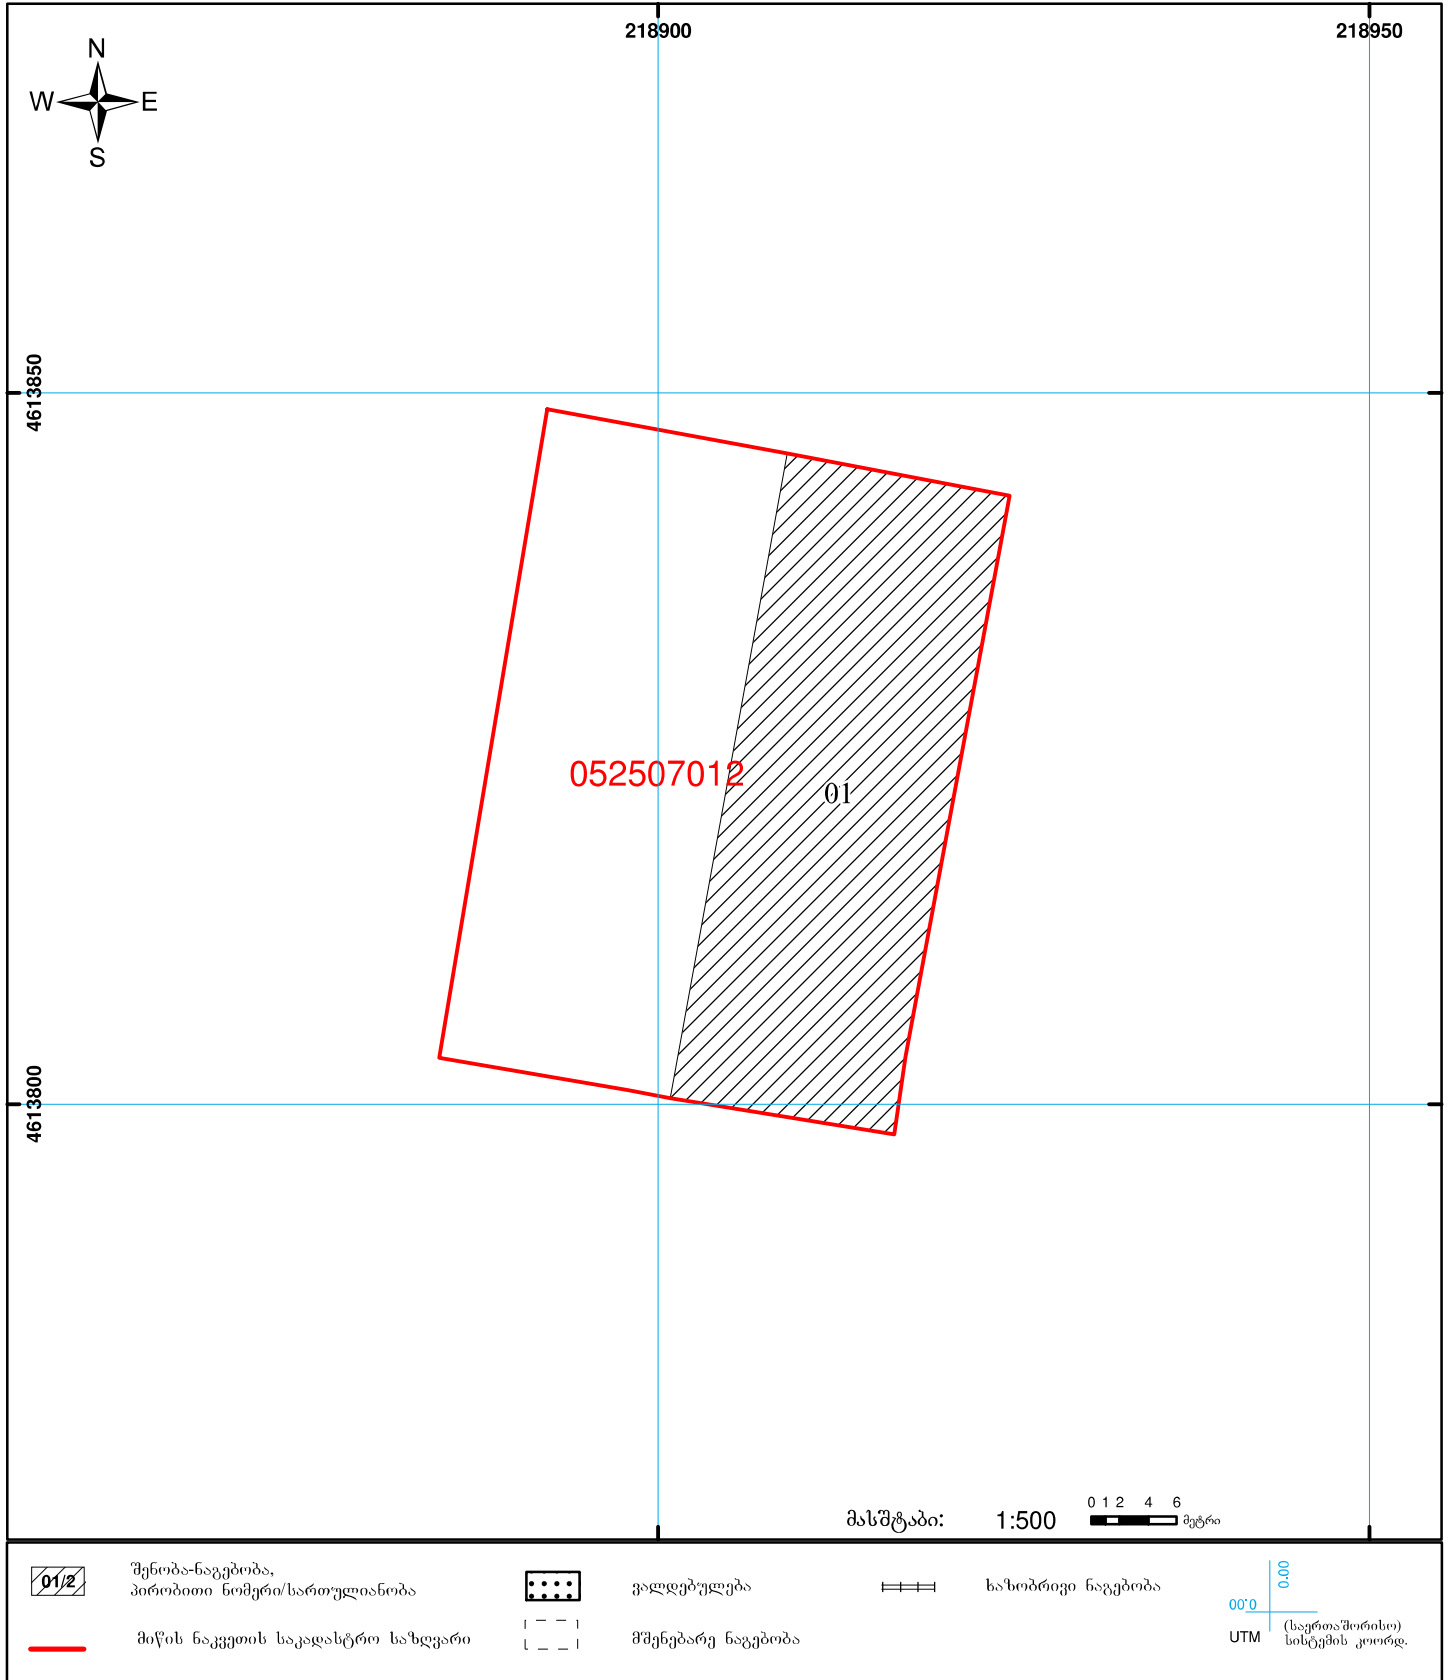 218900 218950
N
W E
S
4613850
052507012
01
4613800
მასშტაბი: 1:500 0 1 2 4 6 მეტრი
01/2 შენობა-ნაგებობა,
პირობითი ნომერი/სართულიანობა
ვალდებულება
ხაზობრივი ნაგებობა
მიწის ნაკვეთის საკადასტრო საზღვარი
მშენებარე ნაგებობა
00'0
00'0
UTM (საერთაშორისო)
სისტემის კოორდ.